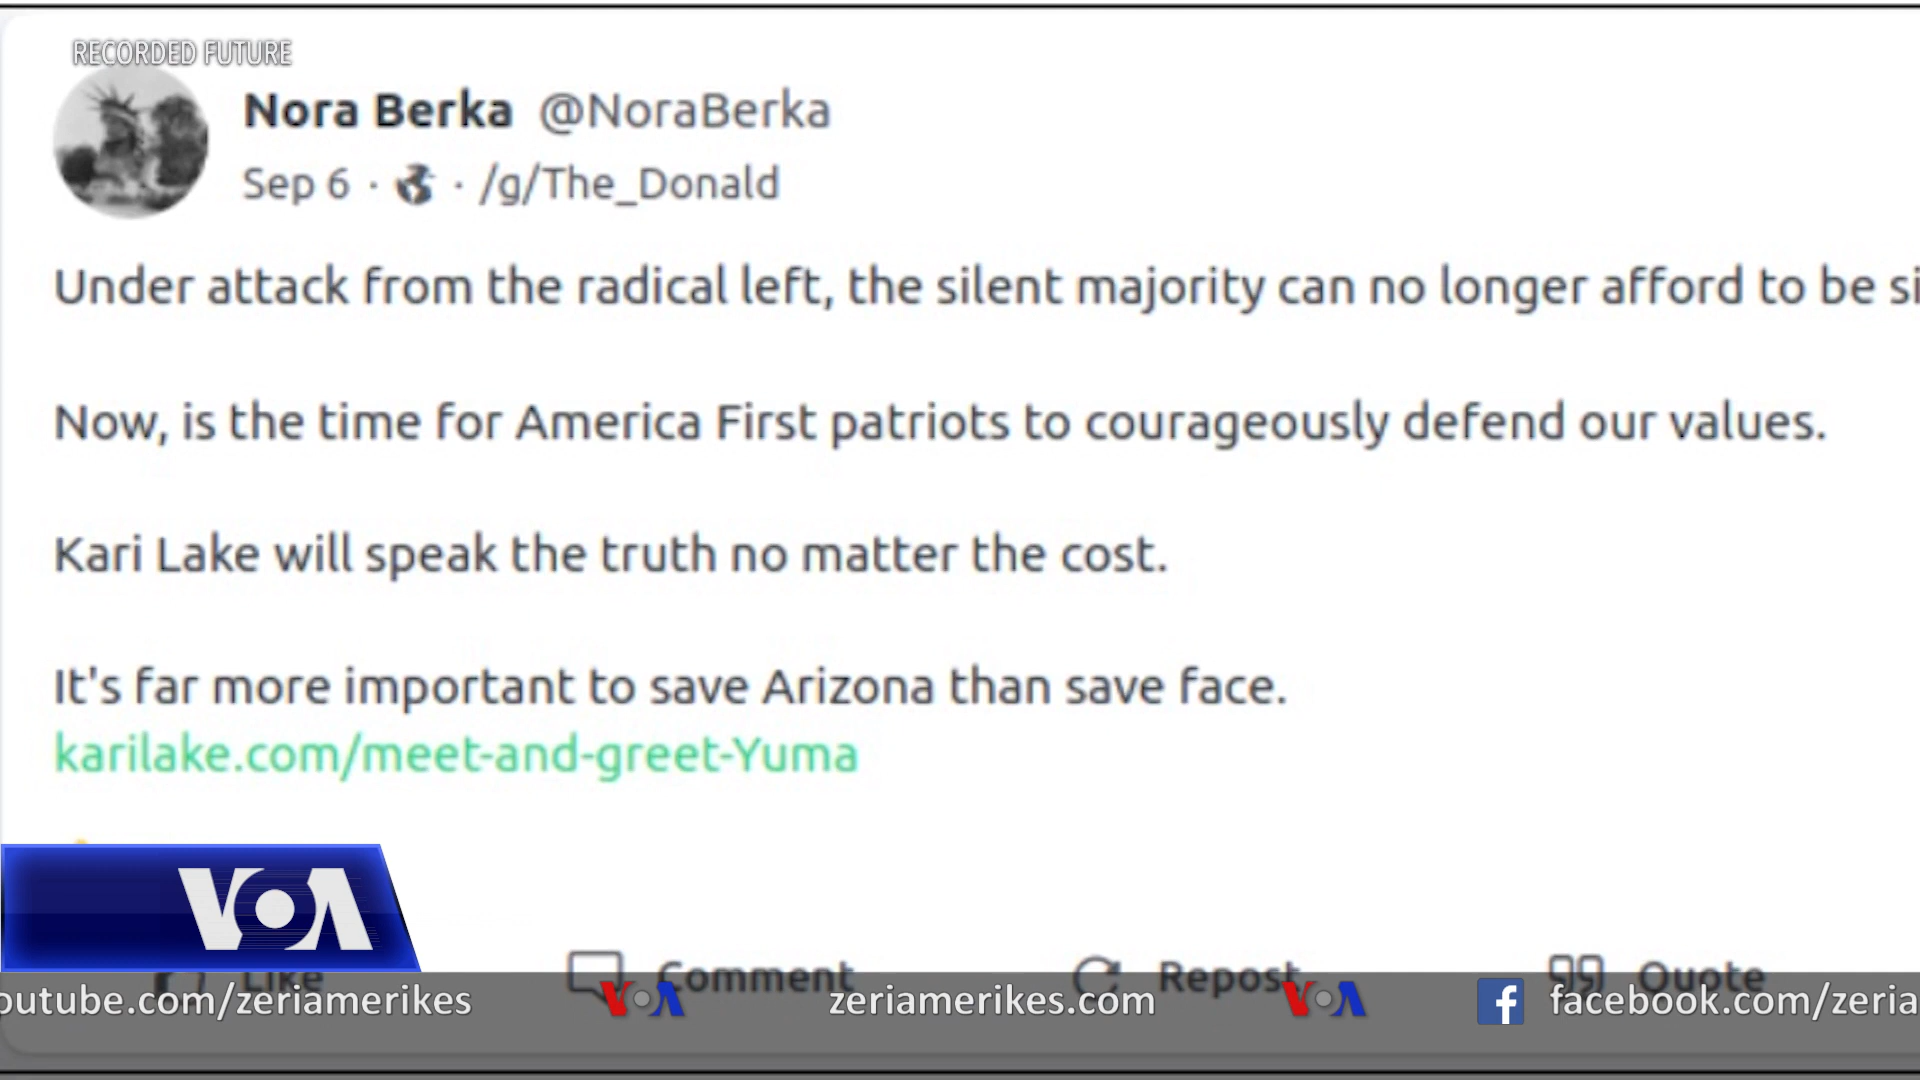 RECORDED FUTURE
Nora Berka @NoraBerka
Sep 6 · · /g/The_Donald
Under attack from the radical left, the silent majority can no longer afford to be si
Now, is the time for America First patriots to courageously defend our values.
Kari Lake will speak the truth no matter the cost.
It's far more important to save Arizona than save face.
karilake.com/meet-and-greet-Yuma
VOA
Like Comment Repost Quote
outube.com/zeriamerikes VOA zeriamerikes.com VOA facebook.com/zeria